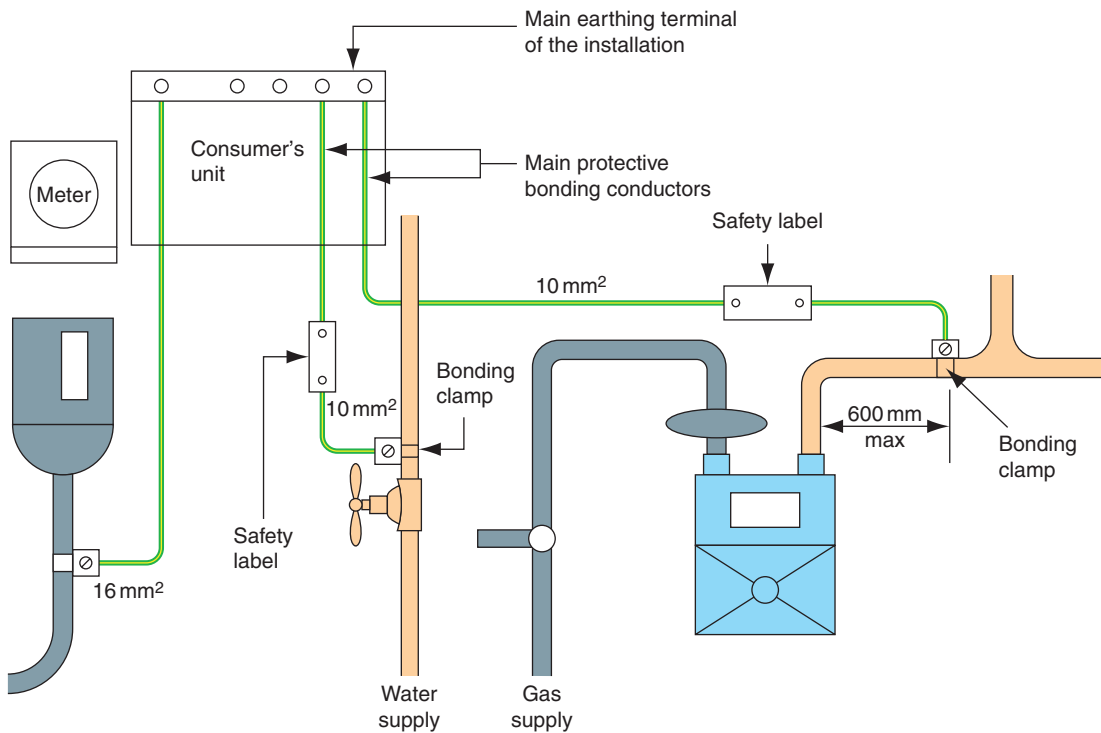 Main earthing terminal
of the installation
Consumer's
unit
Meter
Main protective
bonding conductors
Safety label
10 mm²
Bonding
clamp
10 mm²
600 mm
max
Bonding
clamp
Safety
label
16 mm²
Water
supply
Gas
supply